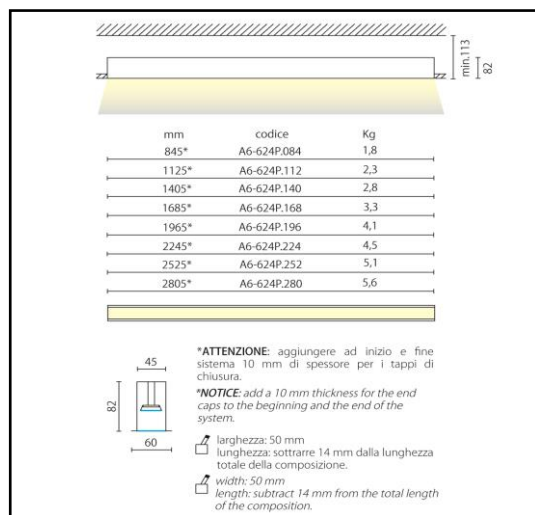 min.113
82
mm codice Kg
845* A6-624P.084 1,8
1125* A6-624P.112 2,3
1405* A6-624P.140 2,8
1685* A6-624P.168 3,3
1965* A6-624P.196 4,1
2245* A6-624P.224 4,5
2525* A6-624P.252 5,1
2805* A6-624P.280 5,6
45
82
60
*ATTENZIONE: aggiungere ad inizio e fine
sistema 10 mm di spessore per i tappi di
chiusura.
*NOTICE: add a 10 mm thickness for the end
caps to the beginning and the end of the
system.
larghezza: 50 mm
lunghezza: sottrarre 14 mm dalla lunghezza
totale della composizione.
width: 50 mm
length: subtract 14 mm from the total length
of the composition.